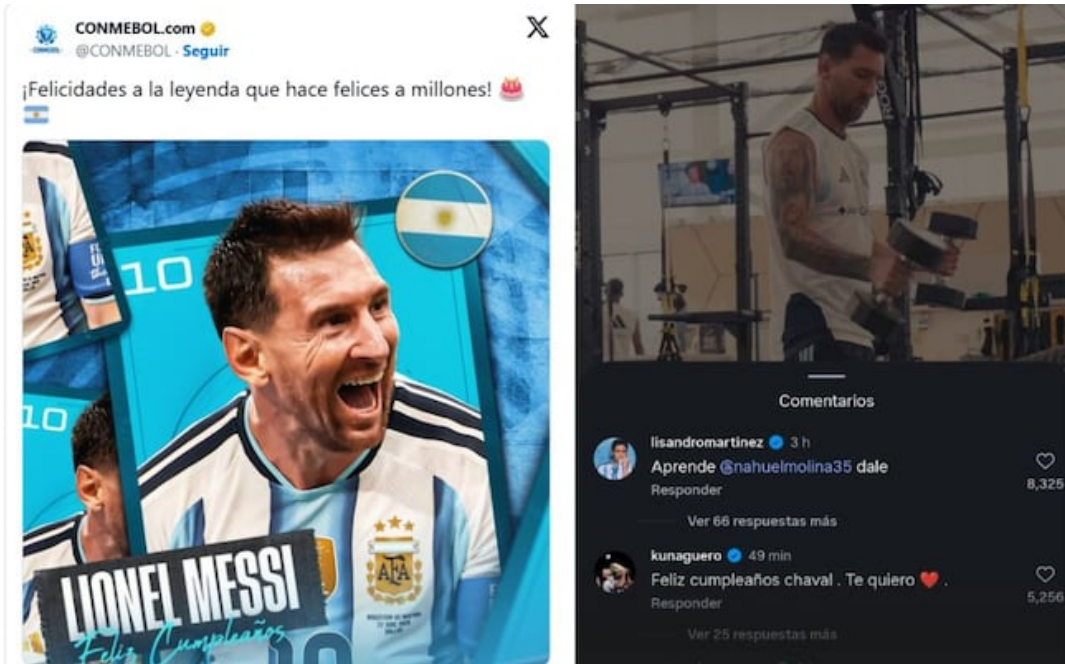 CONMEBOL.com
@CONMEBOL · Seguir
¡Felicidades a la leyenda que hace felices a millones! 🎂
🇦🇷
10
10
AFA
LIONEL MESSI
Feliz Cumpleaños
10
Comentarios
lisandromartinez 3 h
Aprende @nahuelmolina35 dale
Responder
8,325
Ver 66 respuestas más
kunaguero 49 min
Feliz cumpleaños chaval . Te quiero ❤️ .
Responder
5,256
Ver 25 respuestas más